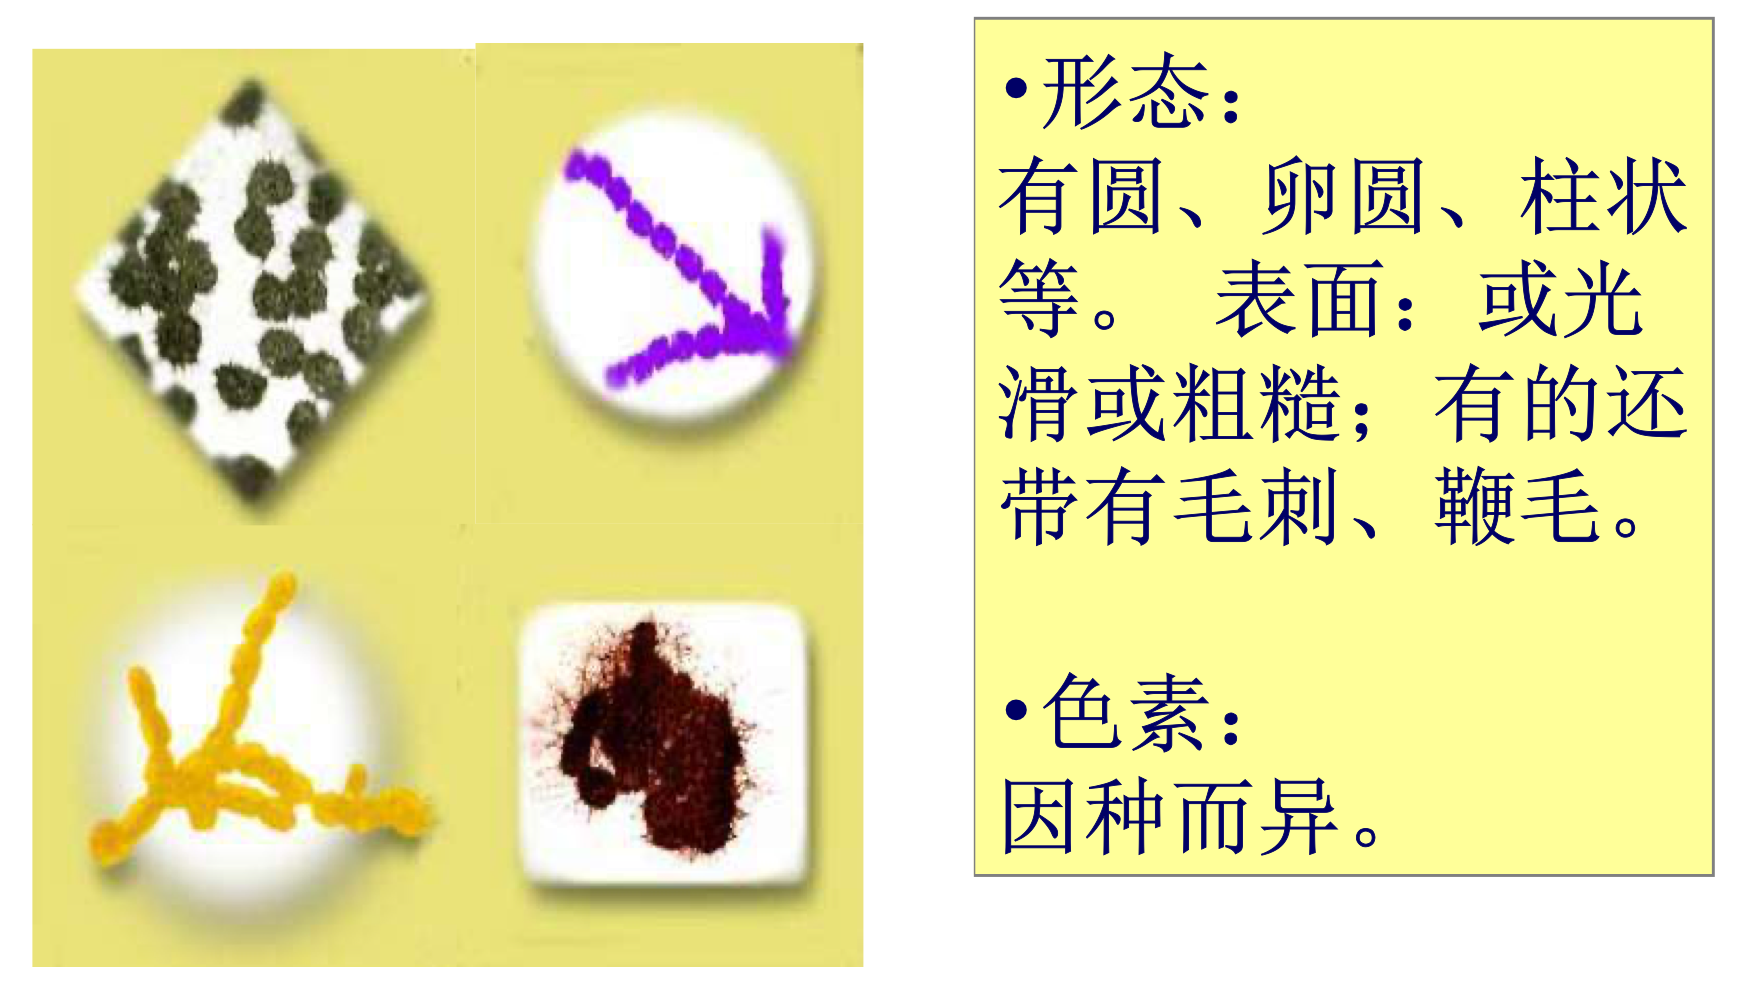 •形态：
有圆、卵圆、柱状
等。 表面：或光
滑或粗糙；有的还
带有毛刺、鞭毛。
•色素：
因种而异。